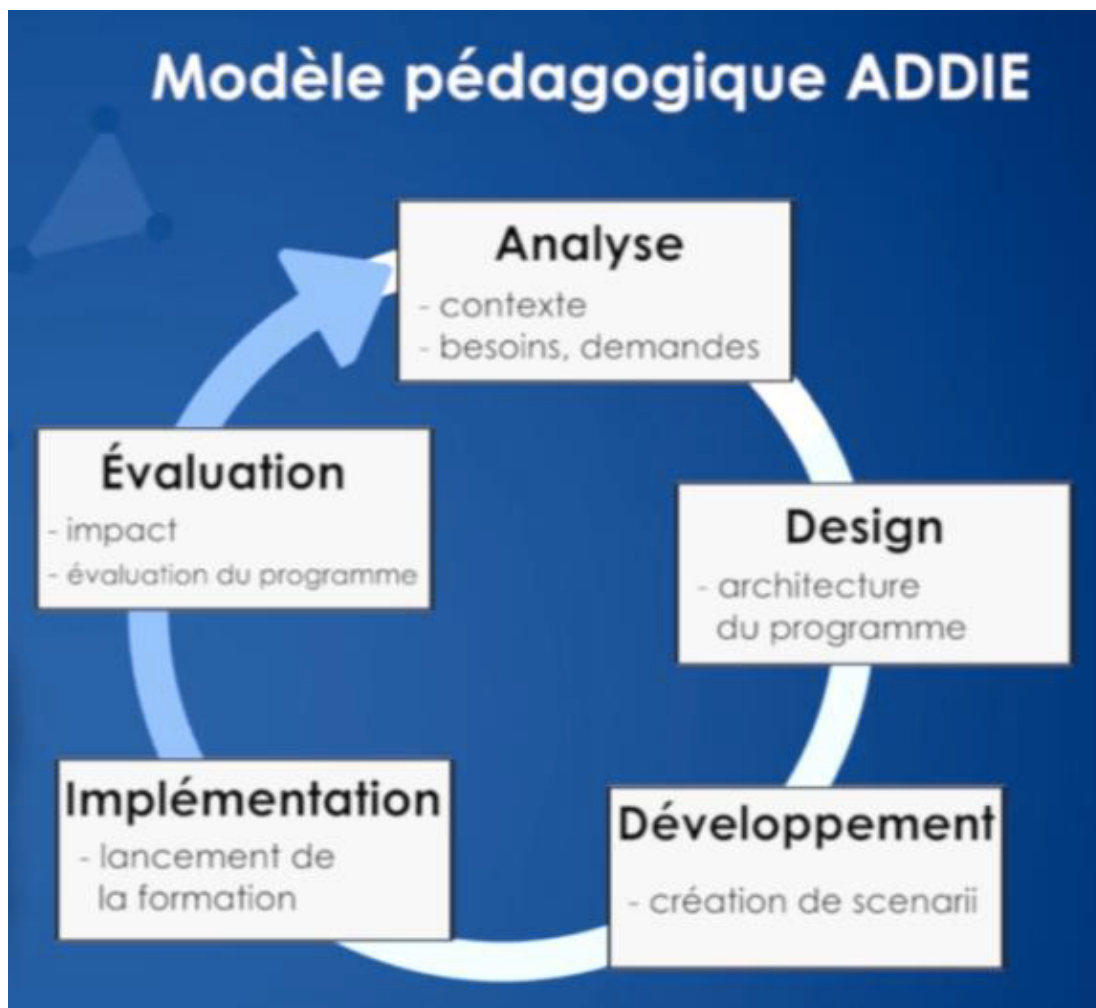 Modèle pédagogique ADDIE
Analyse
- contexte
- besoins, demandes
Design
- architecture
du programme
Développement
- création de scenarii
Implémentation
- lancement de
la formation
Évaluation
- impact
- évaluation du programme